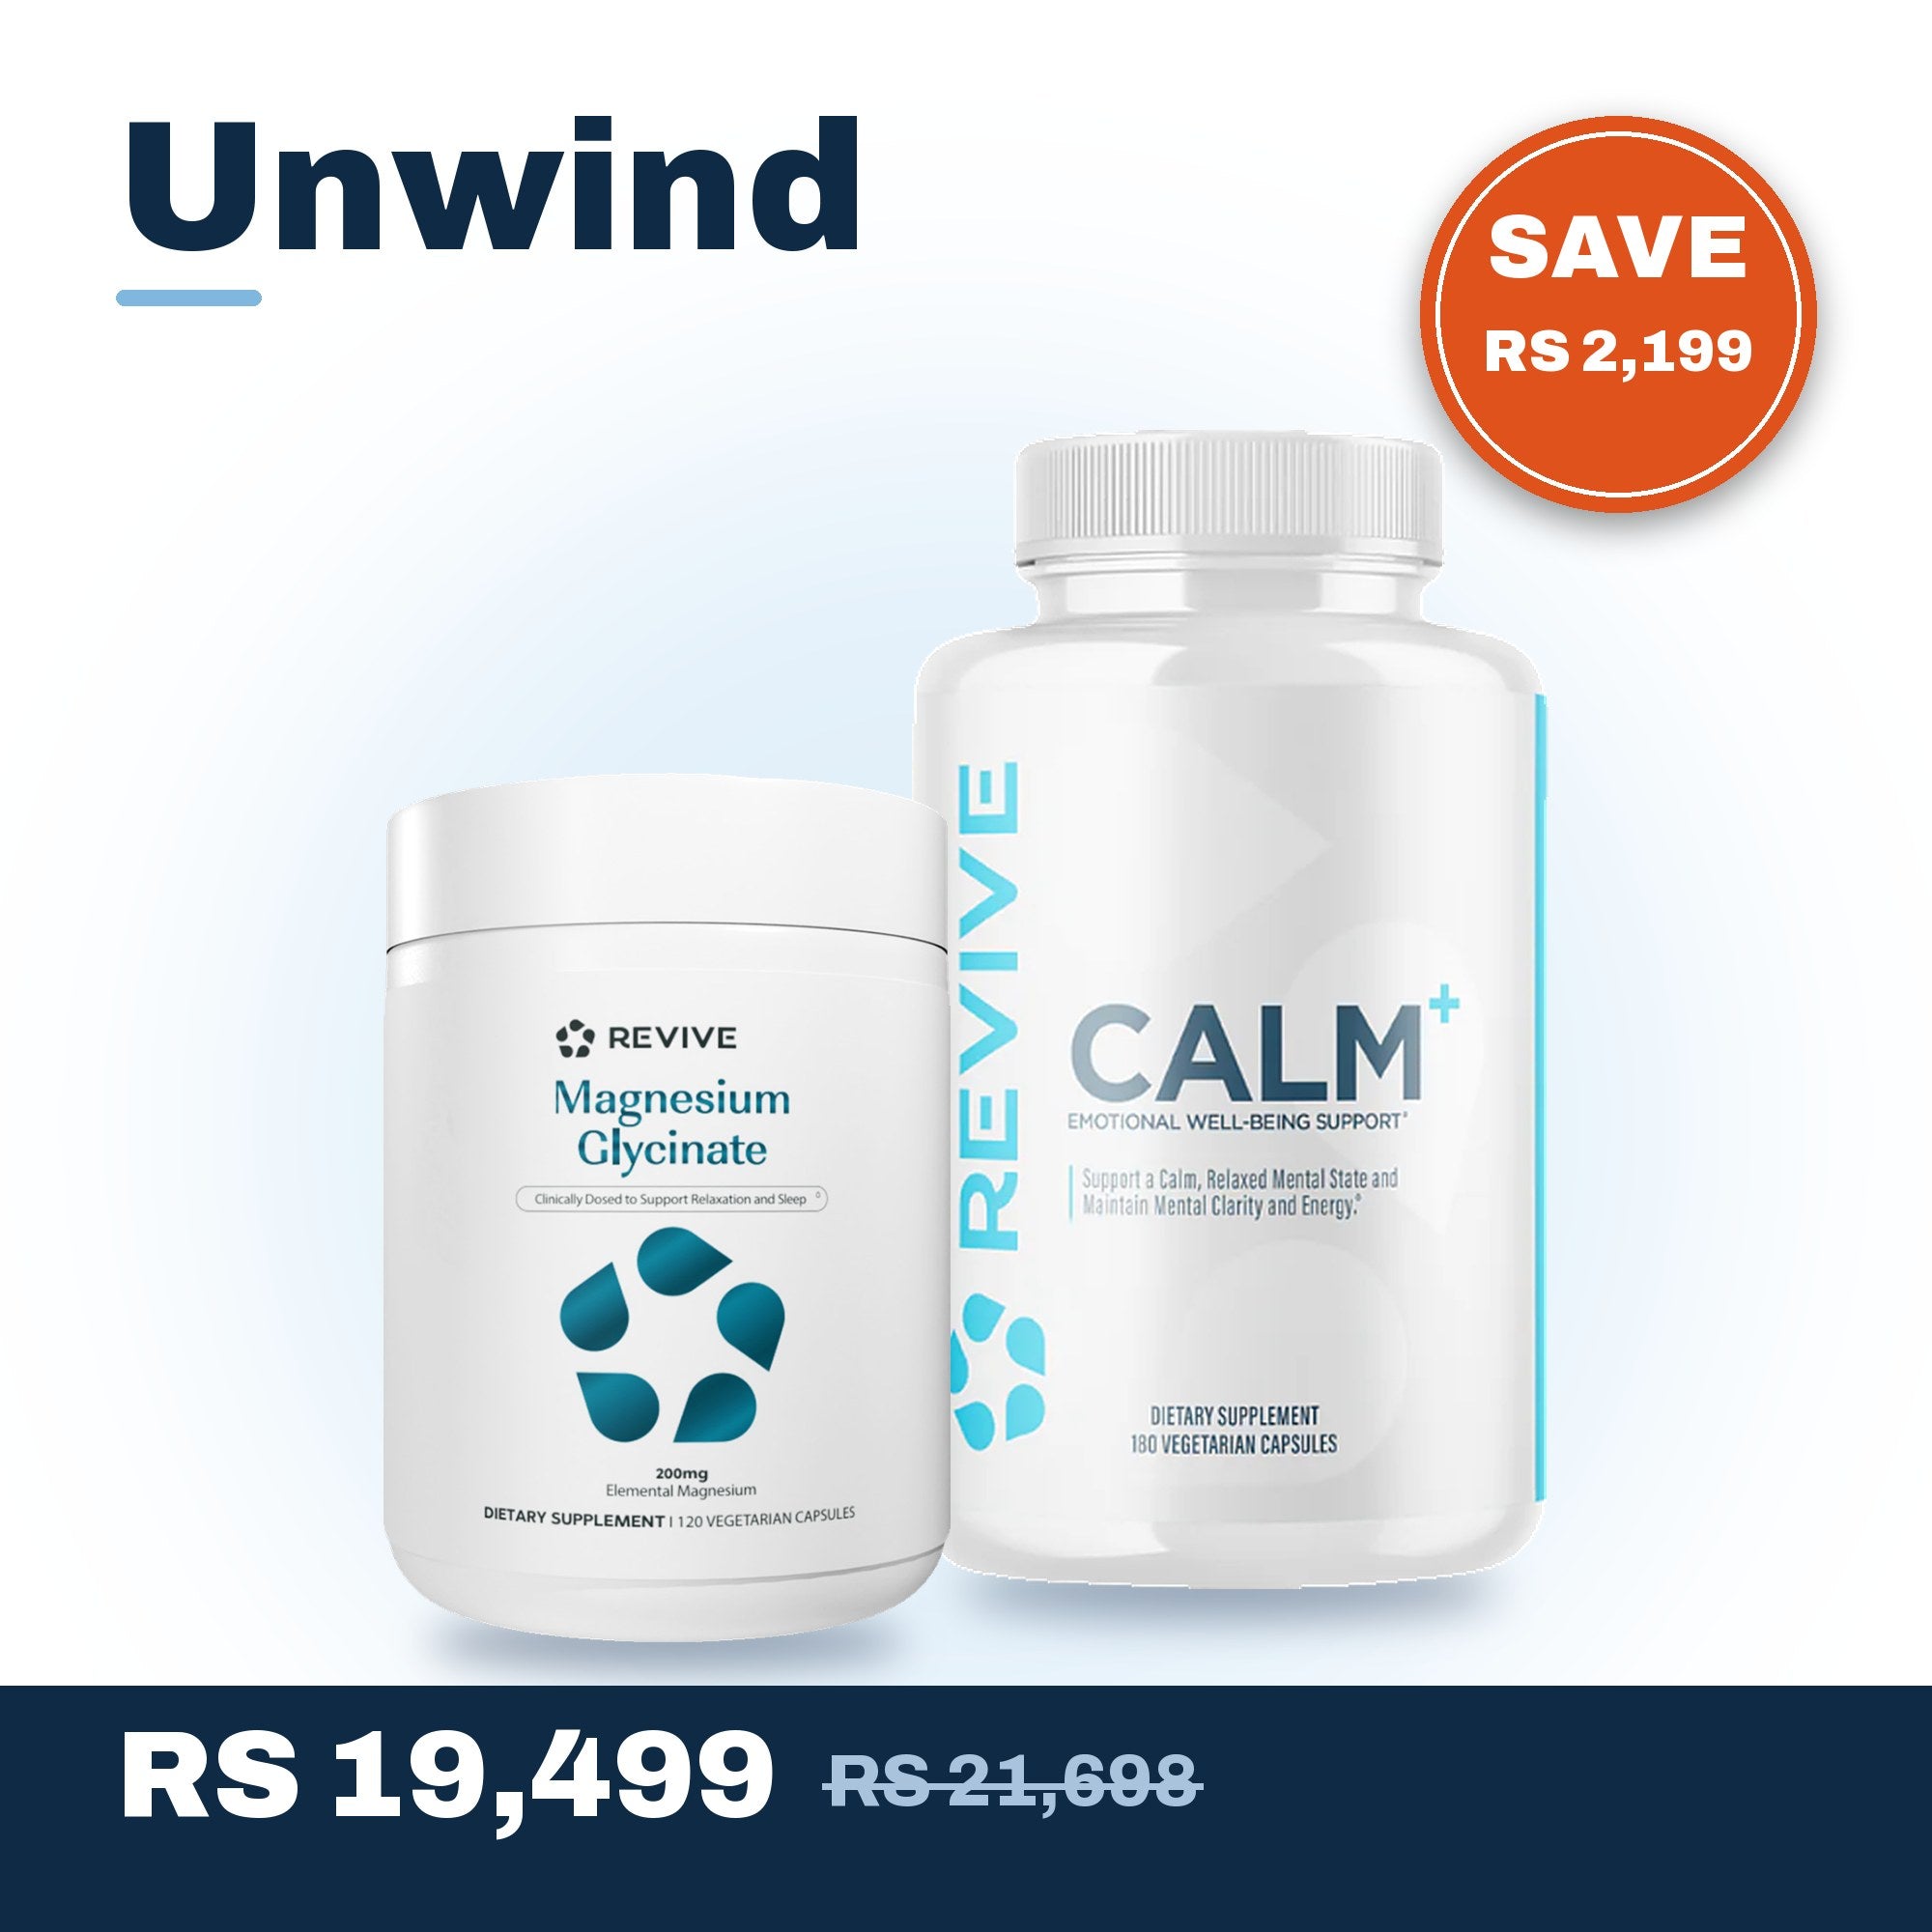 Unwind
SAVE
RS 2,199
REVIVE
Magnesium
Glycinate
Clinically Dosed to Support Relaxation and Sleep ◊
200mg
Elemental Magnesium
DIETARY SUPPLEMENT | 120 VEGETARIAN CAPSULES
REVIVE
CALM+
EMOTIONAL WELL-BEING SUPPORT◊
Support a Calm, Relaxed Mental State and
Maintain Mental Clarity and Energy.◊
DIETARY SUPPLEMENT
180 VEGETARIAN CAPSULES
RS 19,499 RS 21,698